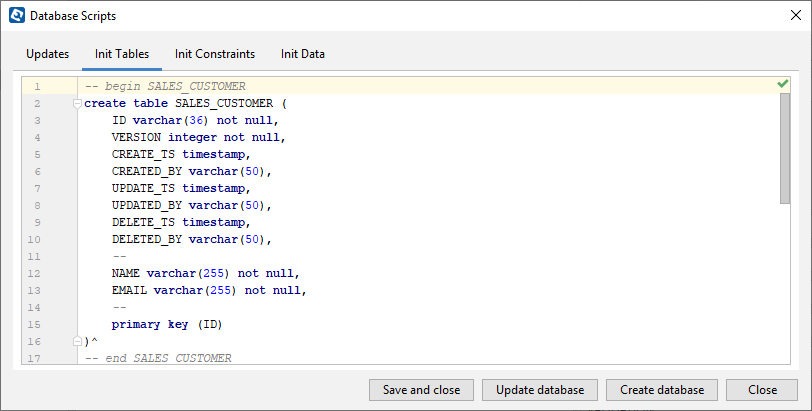 Database Scripts
Updates Init Tables Init Constraints Init Data
1 -- begin SALES_CUSTOMER
2 create table SALES_CUSTOMER (
3 ID varchar(36) not null,
4 VERSION integer not null,
5 CREATE_TS timestamp,
6 CREATED_BY varchar(50),
7 UPDATE_TS timestamp,
8 UPDATED_BY varchar(50),
9 DELETE_TS timestamp,
10 DELETED_BY varchar(50),
11 --
12 NAME varchar(255) not null,
13 EMAIL varchar(255) not null,
14 --
15 primary key (ID)
16 )^
17 -- end SALES_CUSTOMER
Save and close Update database Create database Close